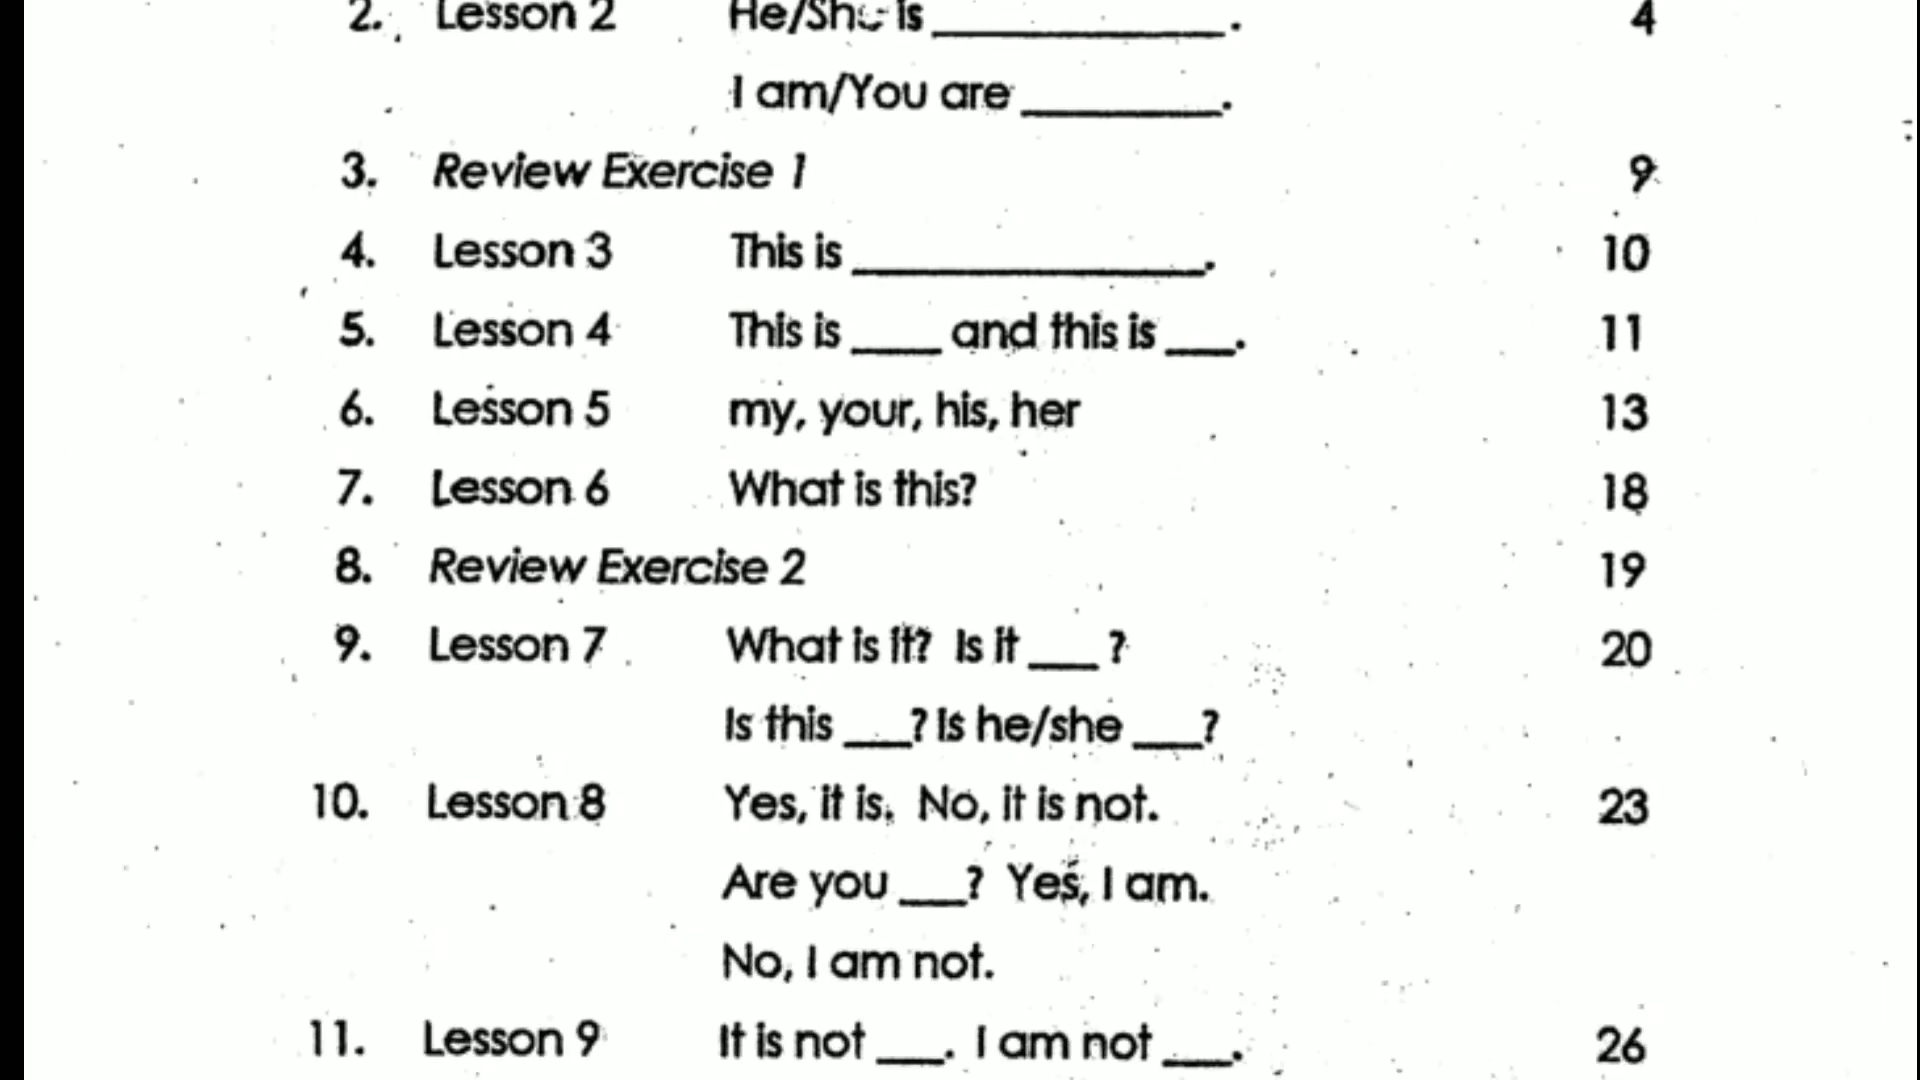 2. Lesson 2 He/She is ____________.  4
I am/You are ________.
3. Review Exercise 1 9
4. Lesson 3 This is ______________. 10
5. Lesson 4 This is ____ and this is ___. 11
6. Lesson 5 my, your, his, her 13
7. Lesson 6 What is this? 18
8. Review Exercise 2 19
9. Lesson 7 What is it? Is it ___ ? 20
Is this ___? Is he/she ___?
10. Lesson 8 Yes, it is. No, it is not. 23
Are you ___? Yes, I am.
No, I am not.
11. Lesson 9 It is not ___. I am not ___. 26